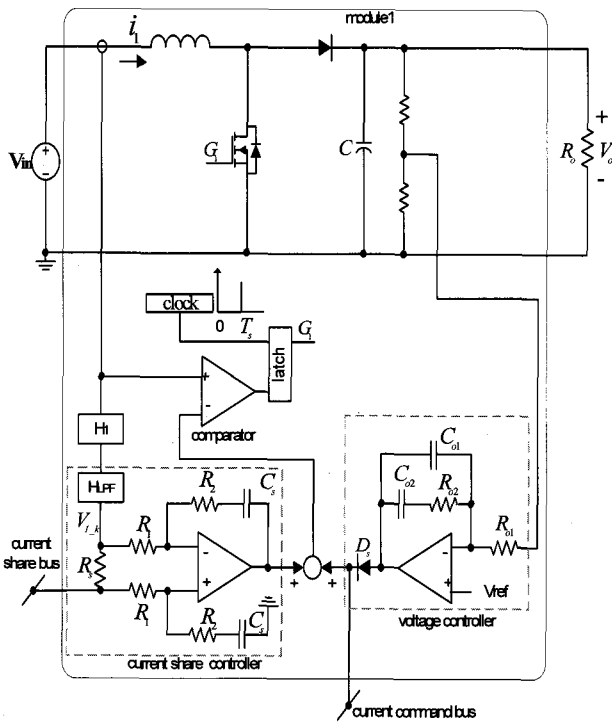 module1
i₁
Vin
G₁
C
Rₒ
+
Vₒ
-
clock
0
Tₛ
G₁
latch
+
-
comparator
H1
HLPF
V₁_k
current
share bus
Rₛ
R₁
R₁
R₂
Cₛ
-
+
R₂
Cₛ
current share controller
+
+
Dₛ
Cₒ₁
Cₒ₂
Rₒ₂
Rₒ₁
-
+
Vref
voltage controller
current command bus